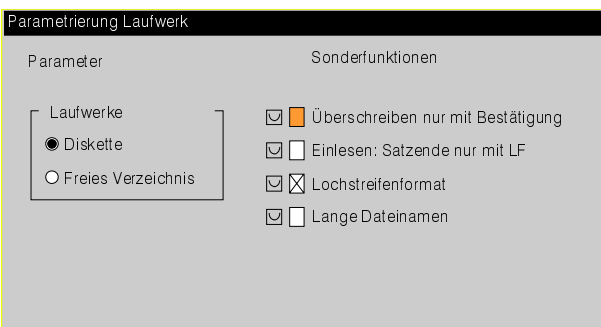 Parametrierung Laufwerk
Parameter
Sonderfunktionen
Laufwerke
Diskette
Freies Verzeichnis
Überschreiben nur mit Bestätigung
Einlesen: Satzende nur mit LF
Lochstreifenformat
Lange Dateinamen